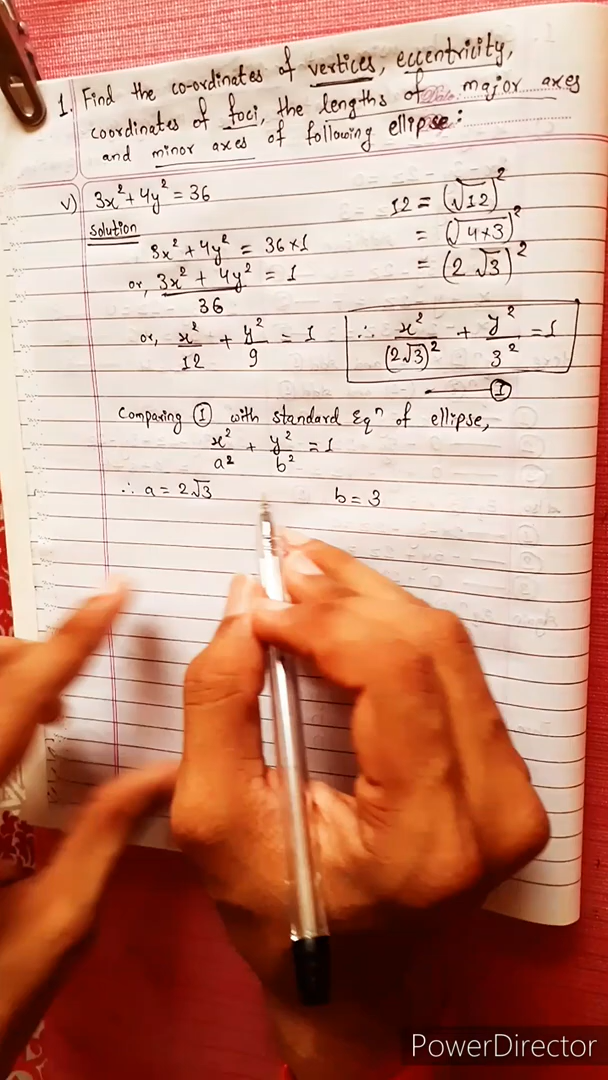 1. Find the co-ordinates of vertices, eccentricity,
coordinates of foci, the lengths of major axes
and minor axes of following ellipse:
v) 3x² + 4y² = 36
Solution
3x² + 4y² = 36×1
or, 3x² + 4y² / 36 = 1
or, x²/12 + y²/9 = 1
12 = (√12)²
= (√4×3)²
= (2√3)²
∴ x²/(2√3)² + y²/3² = 1
①
Comparing ① with standard Eqⁿ of ellipse,
x²/a² + y²/b² = 1
∴ a = 2√3 b = 3
PowerDirector